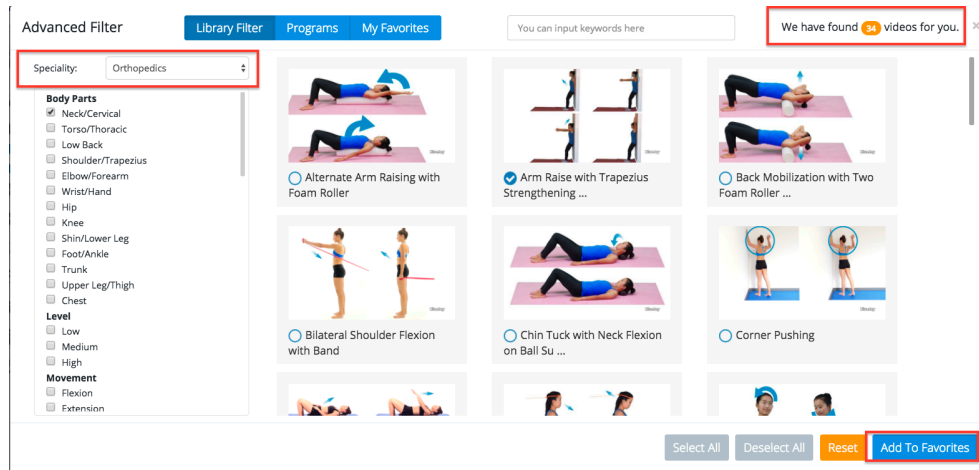 Advanced Filter
Library Filter
Programs
My Favorites
You can input keywords here
We have found 34 videos for you.
×
Speciality:
Orthopedics
Body Parts
Neck/Cervical
Torso/Thoracic
Low Back
Shoulder/Trapezius
Elbow/Forearm
Wrist/Hand
Hip
Knee
Shin/Lower Leg
Foot/Ankle
Trunk
Upper Leg/Thigh
Chest
Level
Low
Medium
High
Movement
Flexion
Extension
Alternate Arm Raising with
Foam Roller
Arm Raise with Trapezius
Strengthening ...
Back Mobilization with Two
Foam Roller ...
Bilateral Shoulder Flexion
with Band
Chin Tuck with Neck Flexion
on Ball Su ...
Corner Pushing
Select All
Deselect All
Reset
Add To Favorites